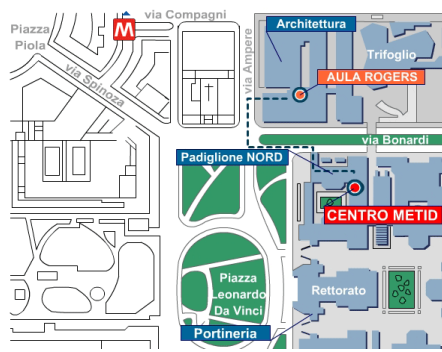 via Compagni
Piazza
Piola
M
via Spinoza
via Ampere
Architettura
Trifoglio
AULA ROGERS
via Bonardi
Padiglione NORD
CENTRO METID
Piazza
Leonardo
Da Vinci
Rettorato
Portineria